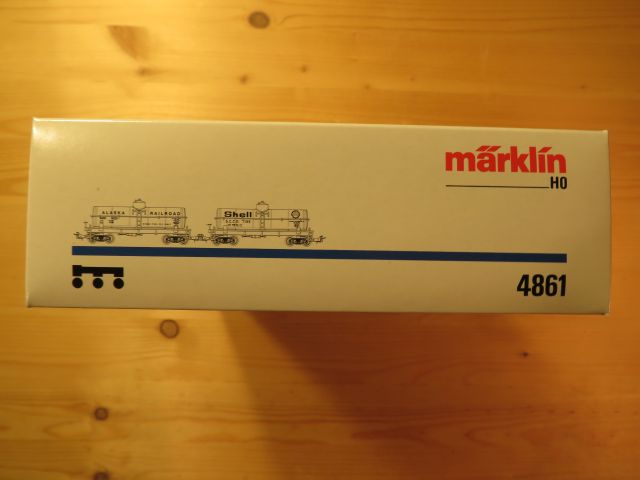 märklin
H0
ALASKA RAILROAD
Shell
4861